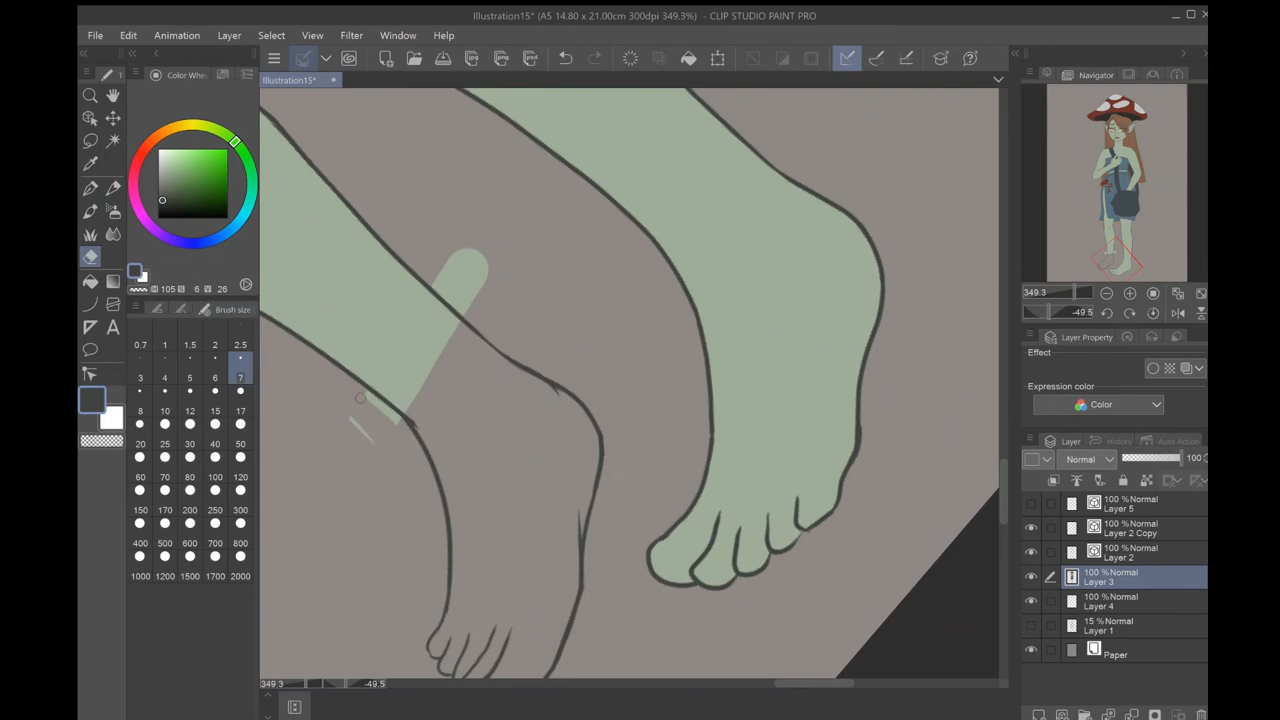 Illustration15* (A5 14.80 x 21.00cm 300dpi 349.3%) - CLIP STUDIO PAINT PRO
File Edit Animation Layer Select View Filter Window Help
Illustration15*
Color Whe
Navigator
H 105 S 6 V 26
Brush size
0.7 1 1.5 2 2.5
3 4 5 6 7
8 10 12 15 17
20 25 30 40 50
60 70 80 100 120
150 170 200 250 300
400 500 600 700 800
1000 1200 1500 1700 2000
349.3
-49.5
Layer Property
Effect
Expression color
Color
Layer History Auto Action
Normal 100
100 %Normal
Layer 5
100 %Normal
Layer 2 Copy
100 %Normal
Layer 2
100 %Normal
Layer 3
100 %Normal
Layer 4
15 %Normal
Layer 1
Paper
349.3 -49.5